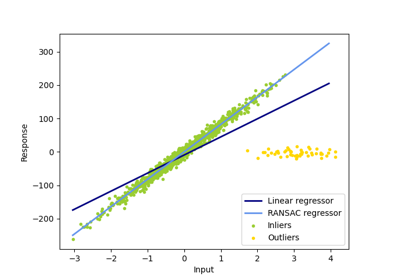 300
200
100
0
−100
−200
Response
−3
−2
−1
0
1
2
3
4
Input
Linear regressor
RANSAC regressor
Inliers
Outliers